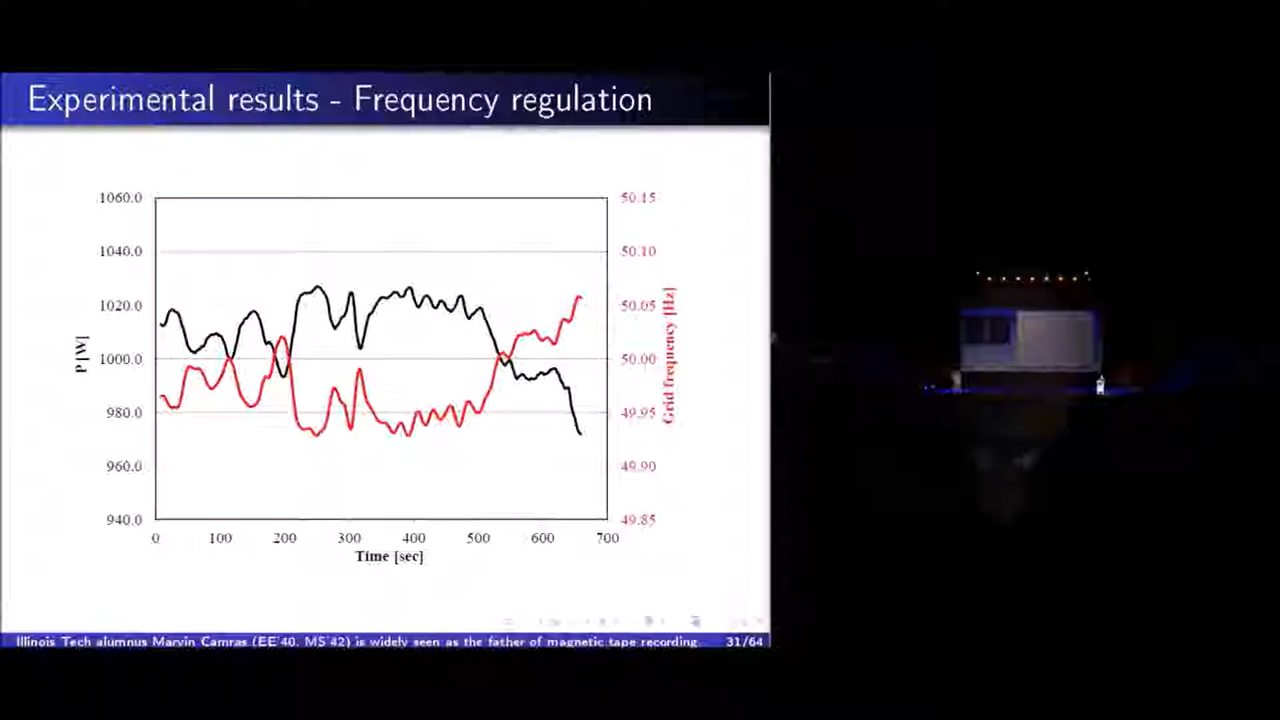 Experimental results - Frequency regulation
1060.0
1040.0
1020.0
1000.0
980.0
960.0
940.0
P [W]
50.15
50.10
50.05
50.00
49.95
49.90
49.85
Grid frequency [Hz]
0 100 200 300 400 500 600 700
Time [sec]
Illinois Tech alumnus Marvin Camras (EE'40, MS'42) is widely seen as the father of magnetic tape recording. 31/64